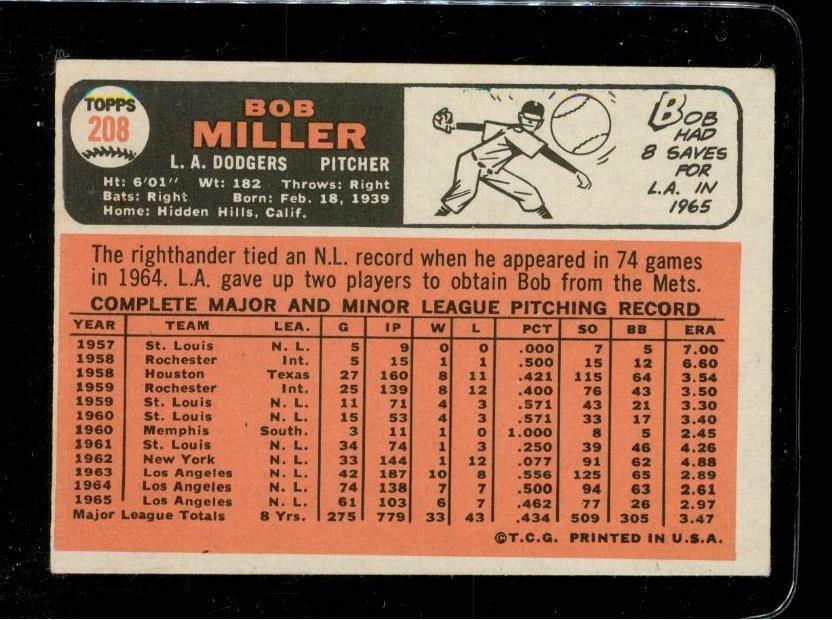 TOPPS
208
BOB
MILLER
L. A. DODGERS PITCHER
Ht: 6'01" Wt: 182 Throws: Right
Bats: Right Born: Feb. 18, 1939
Home: Hidden Hills, Calif.
BOB
HAD
8 SAVES
FOR
L.A. IN
1965
The righthander tied an N.L. record when he appeared in 74 games
in 1964. L.A. gave up two players to obtain Bob from the Mets.
COMPLETE MAJOR AND MINOR LEAGUE PITCHING RECORD
YEAR TEAM LEA. G IP W L PCT SO BB ERA
1957 St. Louis N. L. 5 9 0 0 .000 7 5 7.00
1958 Rochester Int. 5 15 1 1 .500 15 12 6.60
1958 Houston Texas 27 160 8 11 .421 115 64 3.54
1959 Rochester Int. 25 139 8 12 .400 76 43 3.50
1959 St. Louis N. L. 11 71 4 3 .571 43 21 3.30
1960 St. Louis N. L. 15 53 4 3 .571 33 17 3.40
1960 Memphis South. 3 11 1 0 1.000 8 5 2.45
1961 St. Louis N. L. 34 74 1 3 .250 39 46 4.26
1962 New York N. L. 33 144 1 12 .077 91 62 4.88
1963 Los Angeles N. L. 42 187 10 8 .556 125 65 2.89
1964 Los Angeles N. L. 74 138 7 7 .500 94 63 2.61
1965 Los Angeles N. L. 61 103 6 7 .462 77 26 2.97
Major League Totals 8 Yrs. 275 779 33 43 .434 509 305 3.47
©T.C.G. PRINTED IN U.S.A.